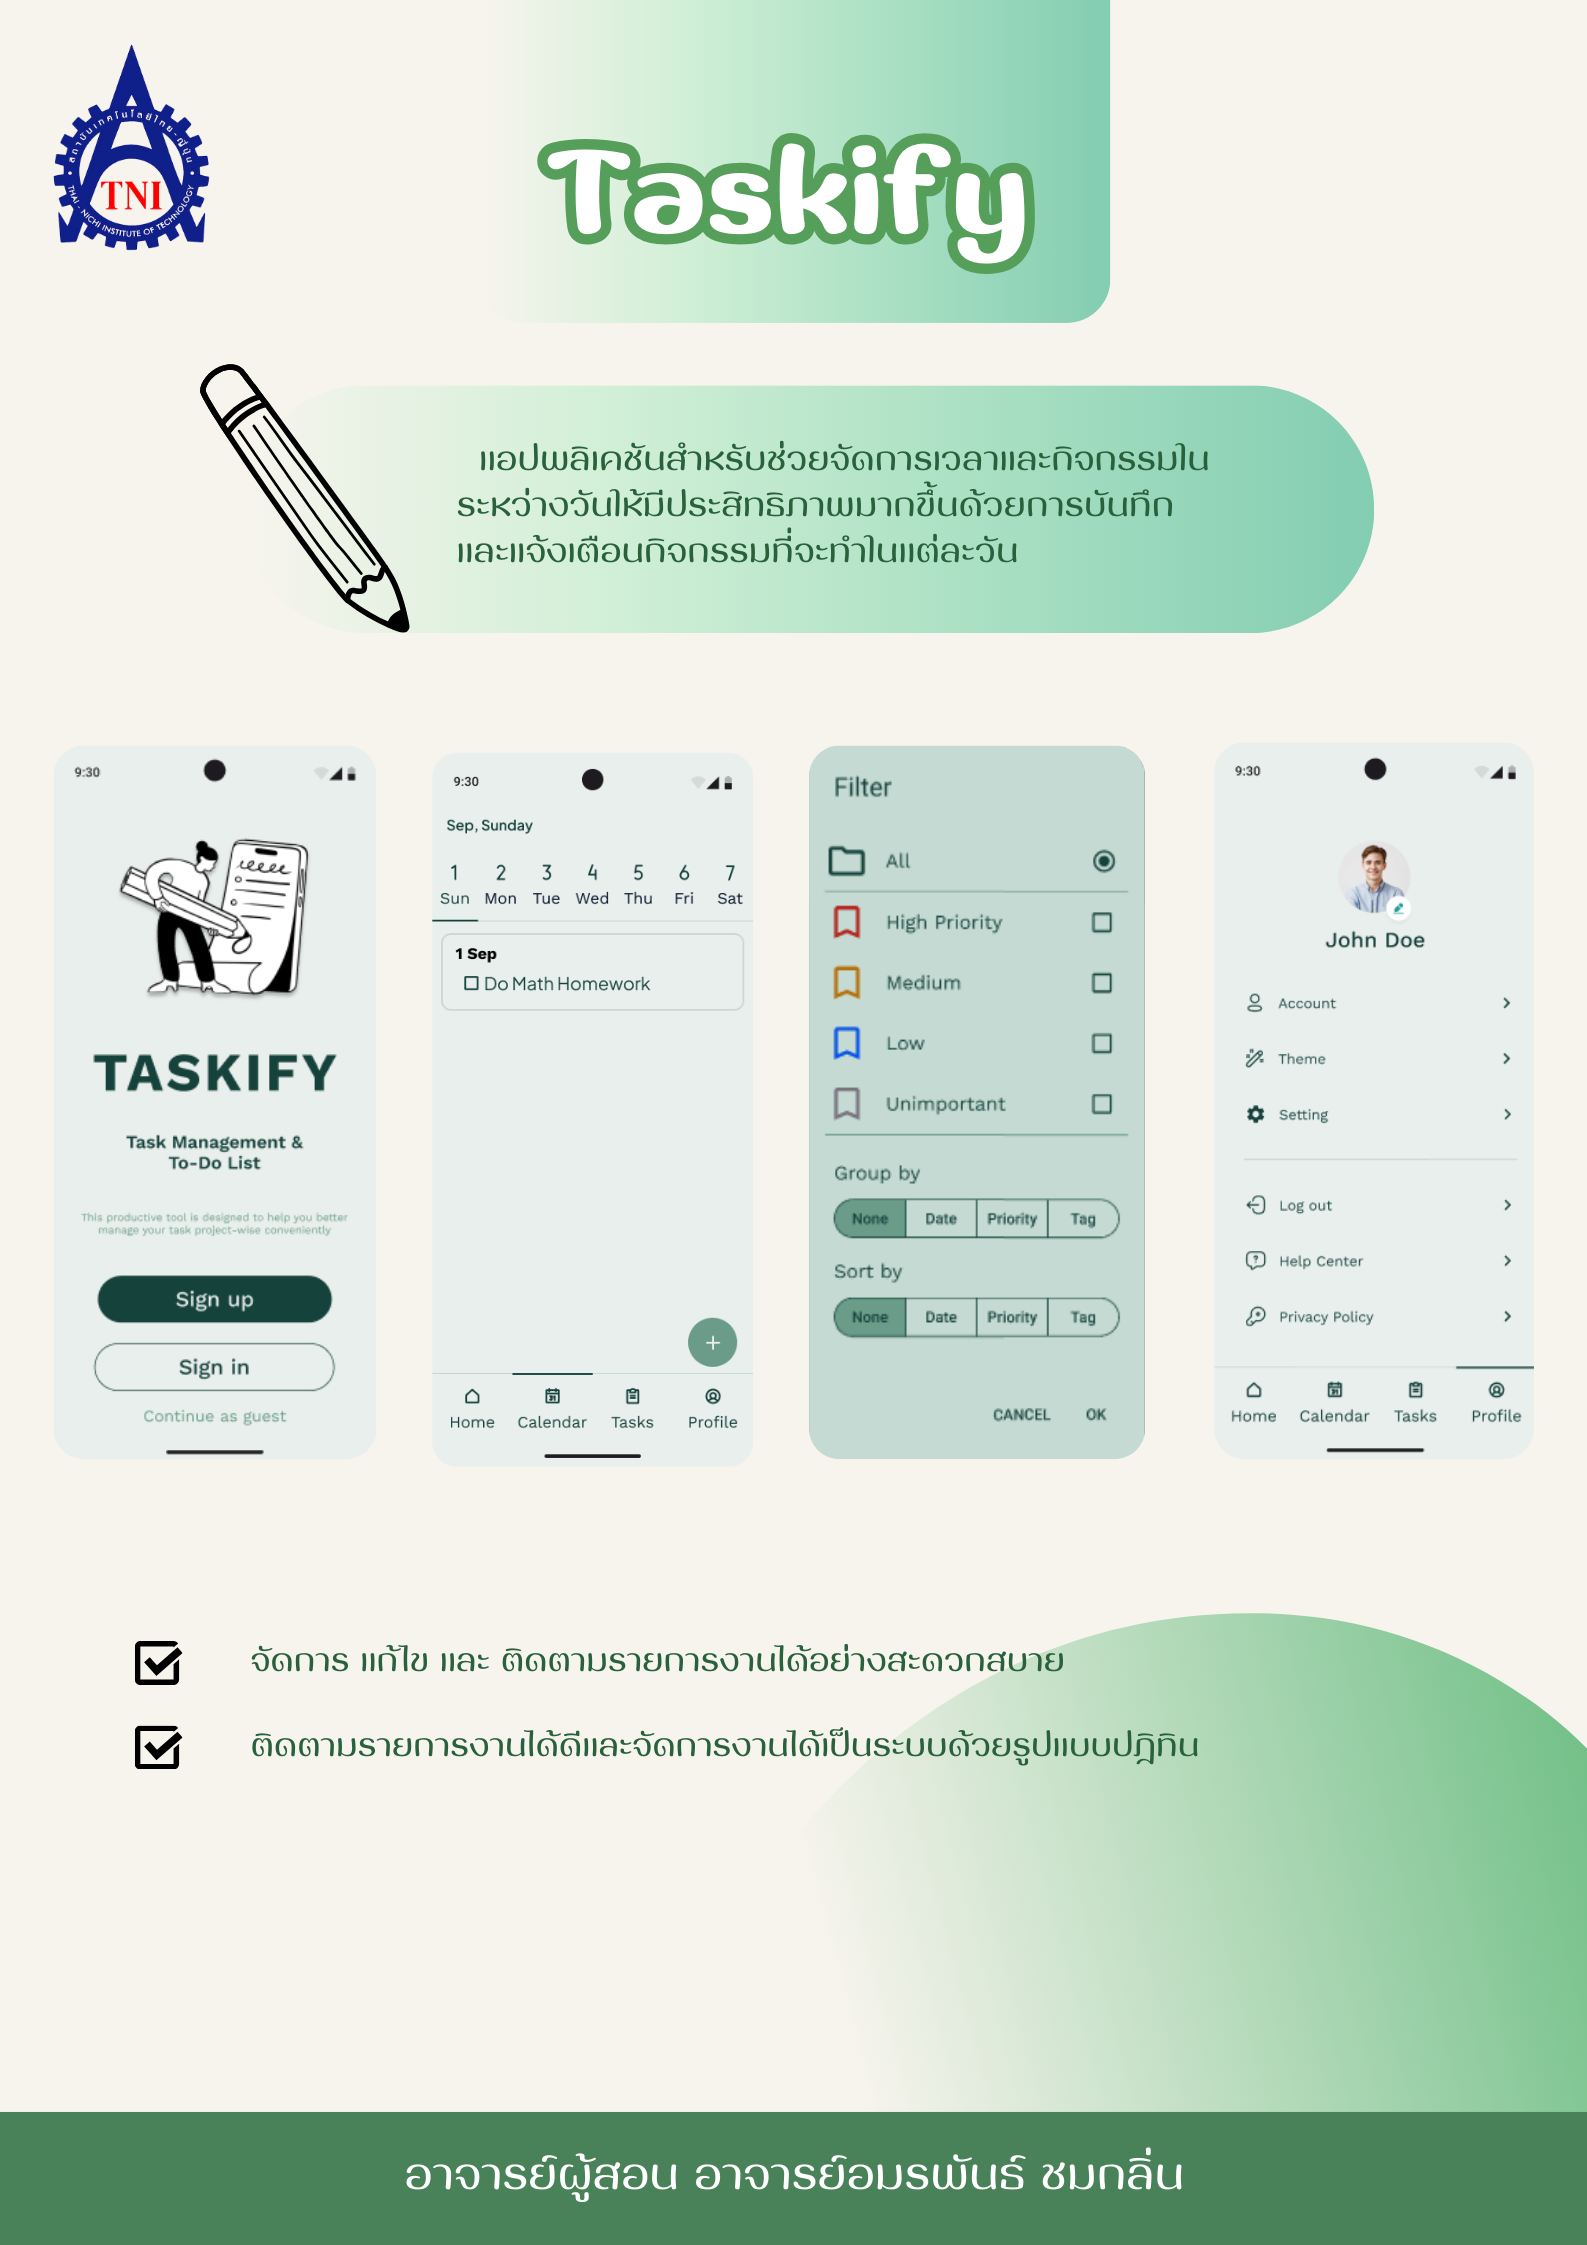 สถาบันเทคโนโลยีไทย-ญี่ปุ่น
TNI
THAI - NICHI INSTITUTE OF TECHNOLOGY
Taskify
แอปพลิเคชันสำหรับช่วยจัดการเวลาและกิจกรรมใน
ระหว่างวันให้มีประสิทธิภาพมากขึ้นด้วยการบันทึก
และแจ้งเตือนกิจกรรมที่จะทำในแต่ละวัน
9:30
TASKIFY
Task Management &
To-Do List
This productive tool is designed to help you better
manage your task project-wise conveniently
Sign up
Sign in
Continue as guest
9:30
Sep, Sunday
1 2 3 4 5 6 7
Sun Mon Tue Wed Thu Fri Sat
1 Sep
Do Math Homework
+
Home Calendar Tasks Profile
Filter
All
High Priority
Medium
Low
Unimportant
Group by
None Date Priority Tag
Sort by
None Date Priority Tag
CANCEL OK
9:30
John Doe
Account
Theme
Setting
Log out
Help Center
Privacy Policy
Home Calendar Tasks Profile
จัดการ แก้ไข และ ติดตามรายการงานได้อย่างสะดวกสบาย
ติดตามรายการงานได้ดีและจัดการงานได้เป็นระบบด้วยรูปแบบปฎิทิน
อาจารย์ผู้สอน อาจารย์อมรพันธ์ ชมกลิ่น